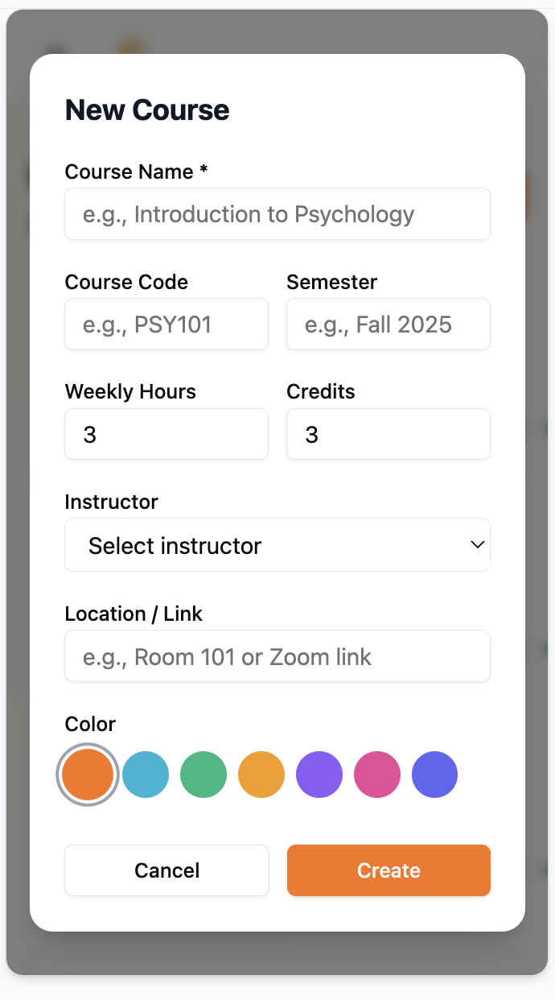 New Course
Course Name *
e.g., Introduction to Psychology
Course Code
Semester
e.g., PSY101
e.g., Fall 2025
Weekly Hours
Credits
3
3
Instructor
Select instructor
Location / Link
e.g., Room 101 or Zoom link
Color
Cancel
Create